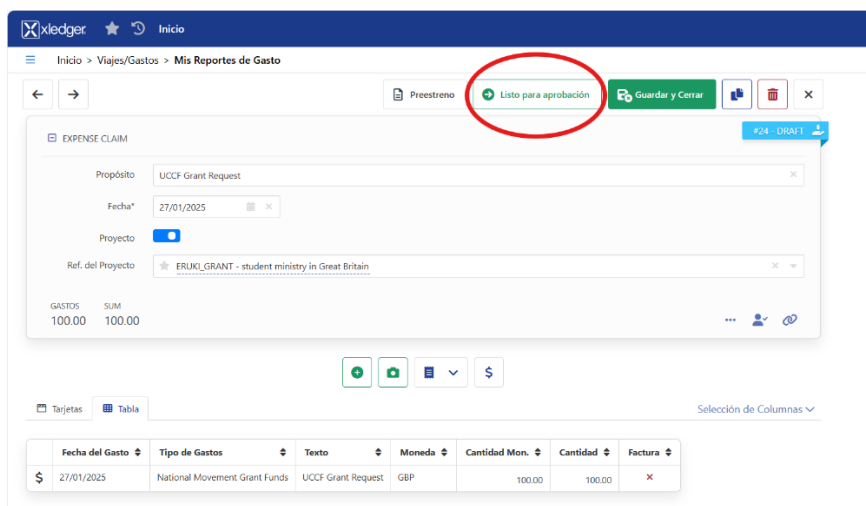 xledger Inicio
Inicio > Viajes/Gastos > Mis Reportes de Gasto
Preestreno Listo para aprobación Guardar y Cerrar
EXPENSE CLAIM
#24 - DRAFT
Propósito UCCF Grant Request
Fecha* 27/01/2025
Proyecto
Ref. del Proyecto ERUKI_GRANT - student ministry in Great Britain
GASTOS SUM
100.00 100.00
$
Tarjetas Tabla Selección de Columnas
Fecha del Gasto Tipo de Gastos Texto Moneda Cantidad Mon. Cantidad Factura
$ 27/01/2025 National Movement Grant Funds UCCF Grant Request GBP 100.00 100.00